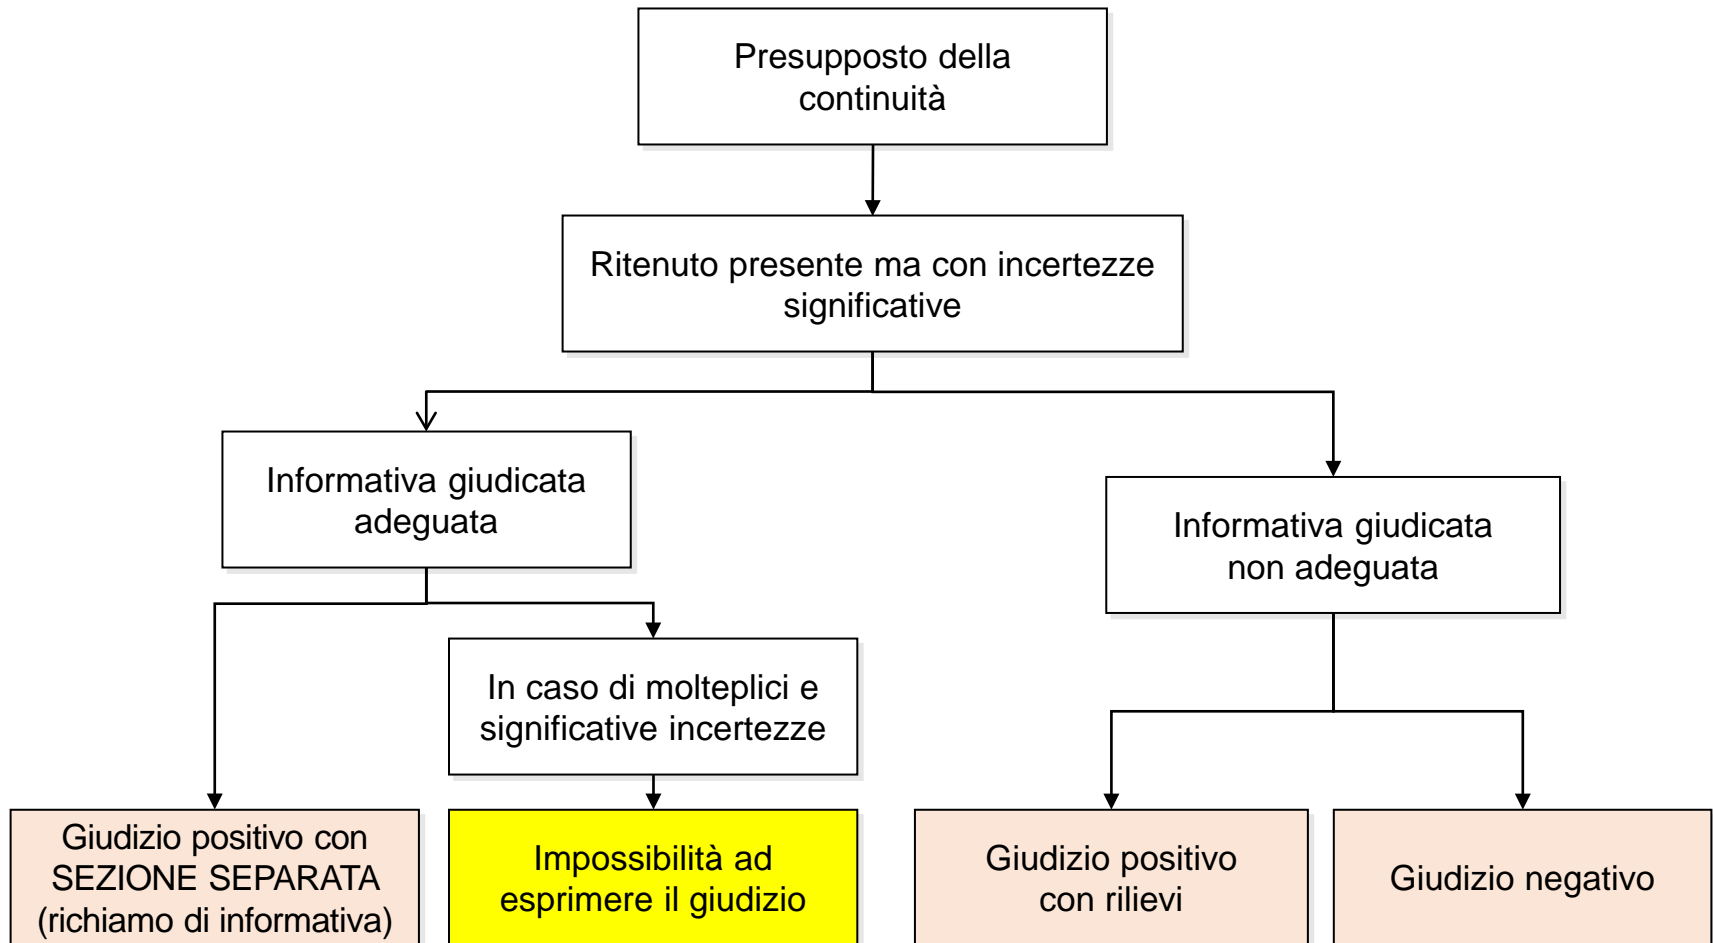 Presupposto della
continuità
Ritenuto presente ma con incertezze
significative
Informativa giudicata
adeguata
Informativa giudicata
non adeguata
In caso di molteplici e
significative incertezze
Giudizio positivo con
SEZIONE SEPARATA
(richiamo di informativa)
Impossibilità ad
esprimere il giudizio
Giudizio positivo
con rilievi
Giudizio negativo